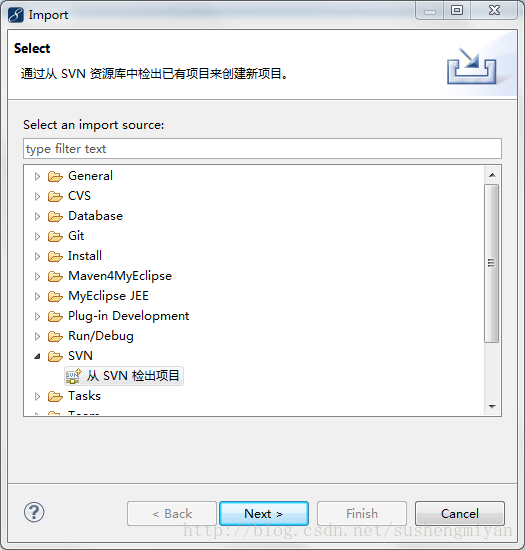 Import
Select
通过从 SVN 资源库中检出已有项目来创建新项目。
Select an import source:
type filter text
General
CVS
Database
Git
Install
Maven4MyEclipse
MyEclipse JEE
Plug-in Development
Run/Debug
SVN
从 SVN 检出项目
Tasks
Team
< Back
Next >
Finish
Cancel
http://blog.csdn.net/sushengmiyan